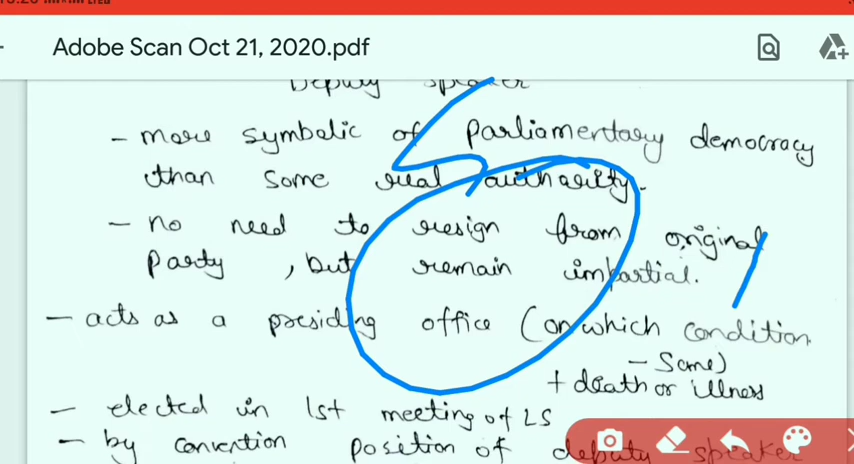 Adobe Scan Oct 21, 2020.pdf
Deputy speaker
- more symbolic of parliamentary democracy
than some real authority.
- no need to resign from original
party, but remain impartial.
- acts as a presiding office (on which condition
- Same)
+ death or illness
- elected in 1st meeting of LS
- by convention position of deputy speaker